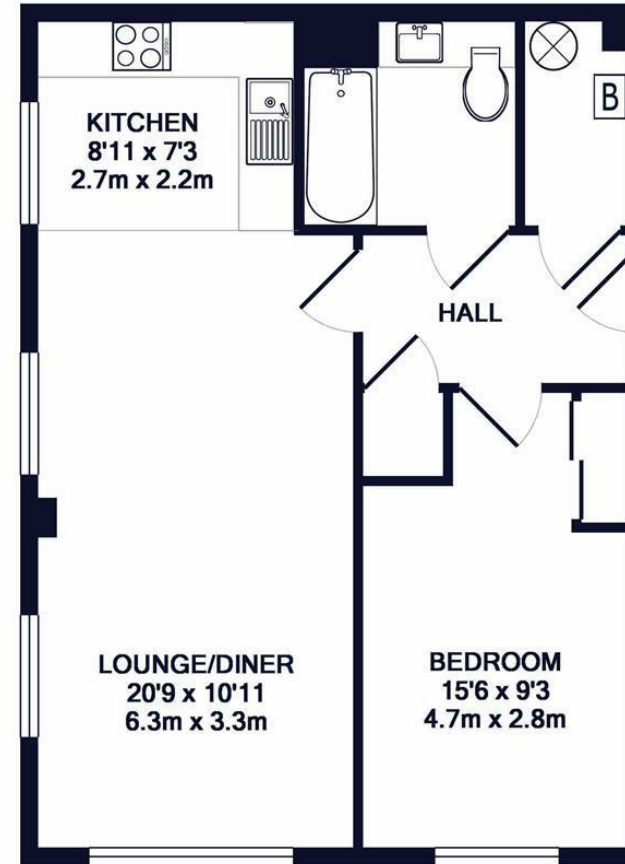 KITCHEN
8'11 x 7'3
2.7m x 2.2m
B
HALL
LOUNGE/DINER
20'9 x 10'11
6.3m x 3.3m
BEDROOM
15'6 x 9'3
4.7m x 2.8m